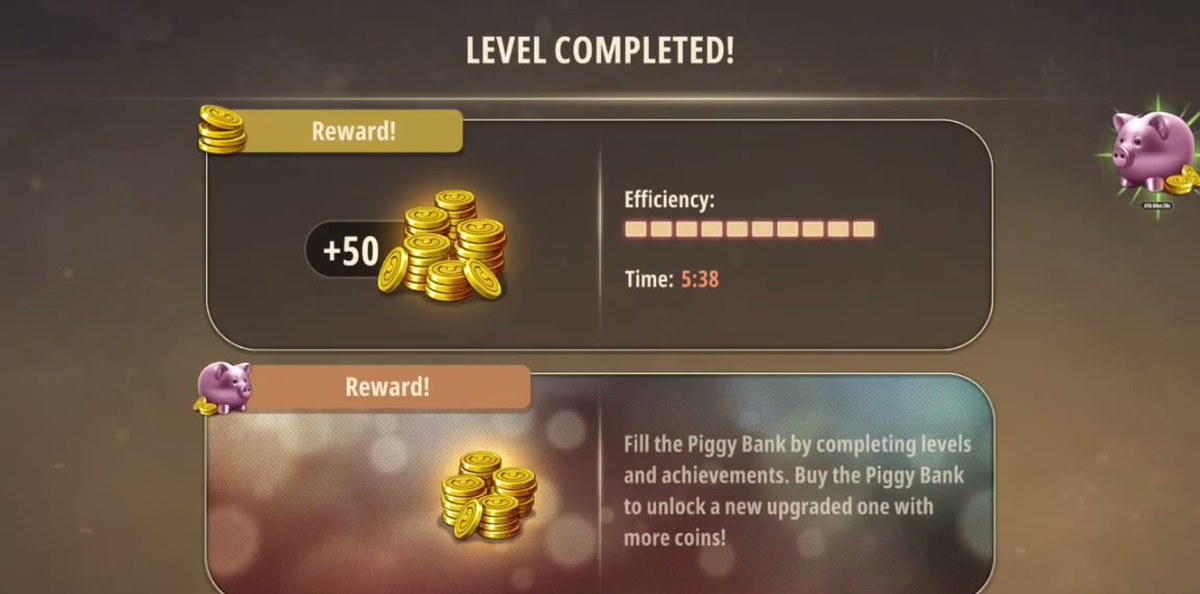 LEVEL COMPLETED!
Reward!
+50
Efficiency:
Time: 5:38
Reward!
Fill the Piggy Bank by completing levels
and achievements. Buy the Piggy Bank
to unlock a new upgraded one with
more coins!